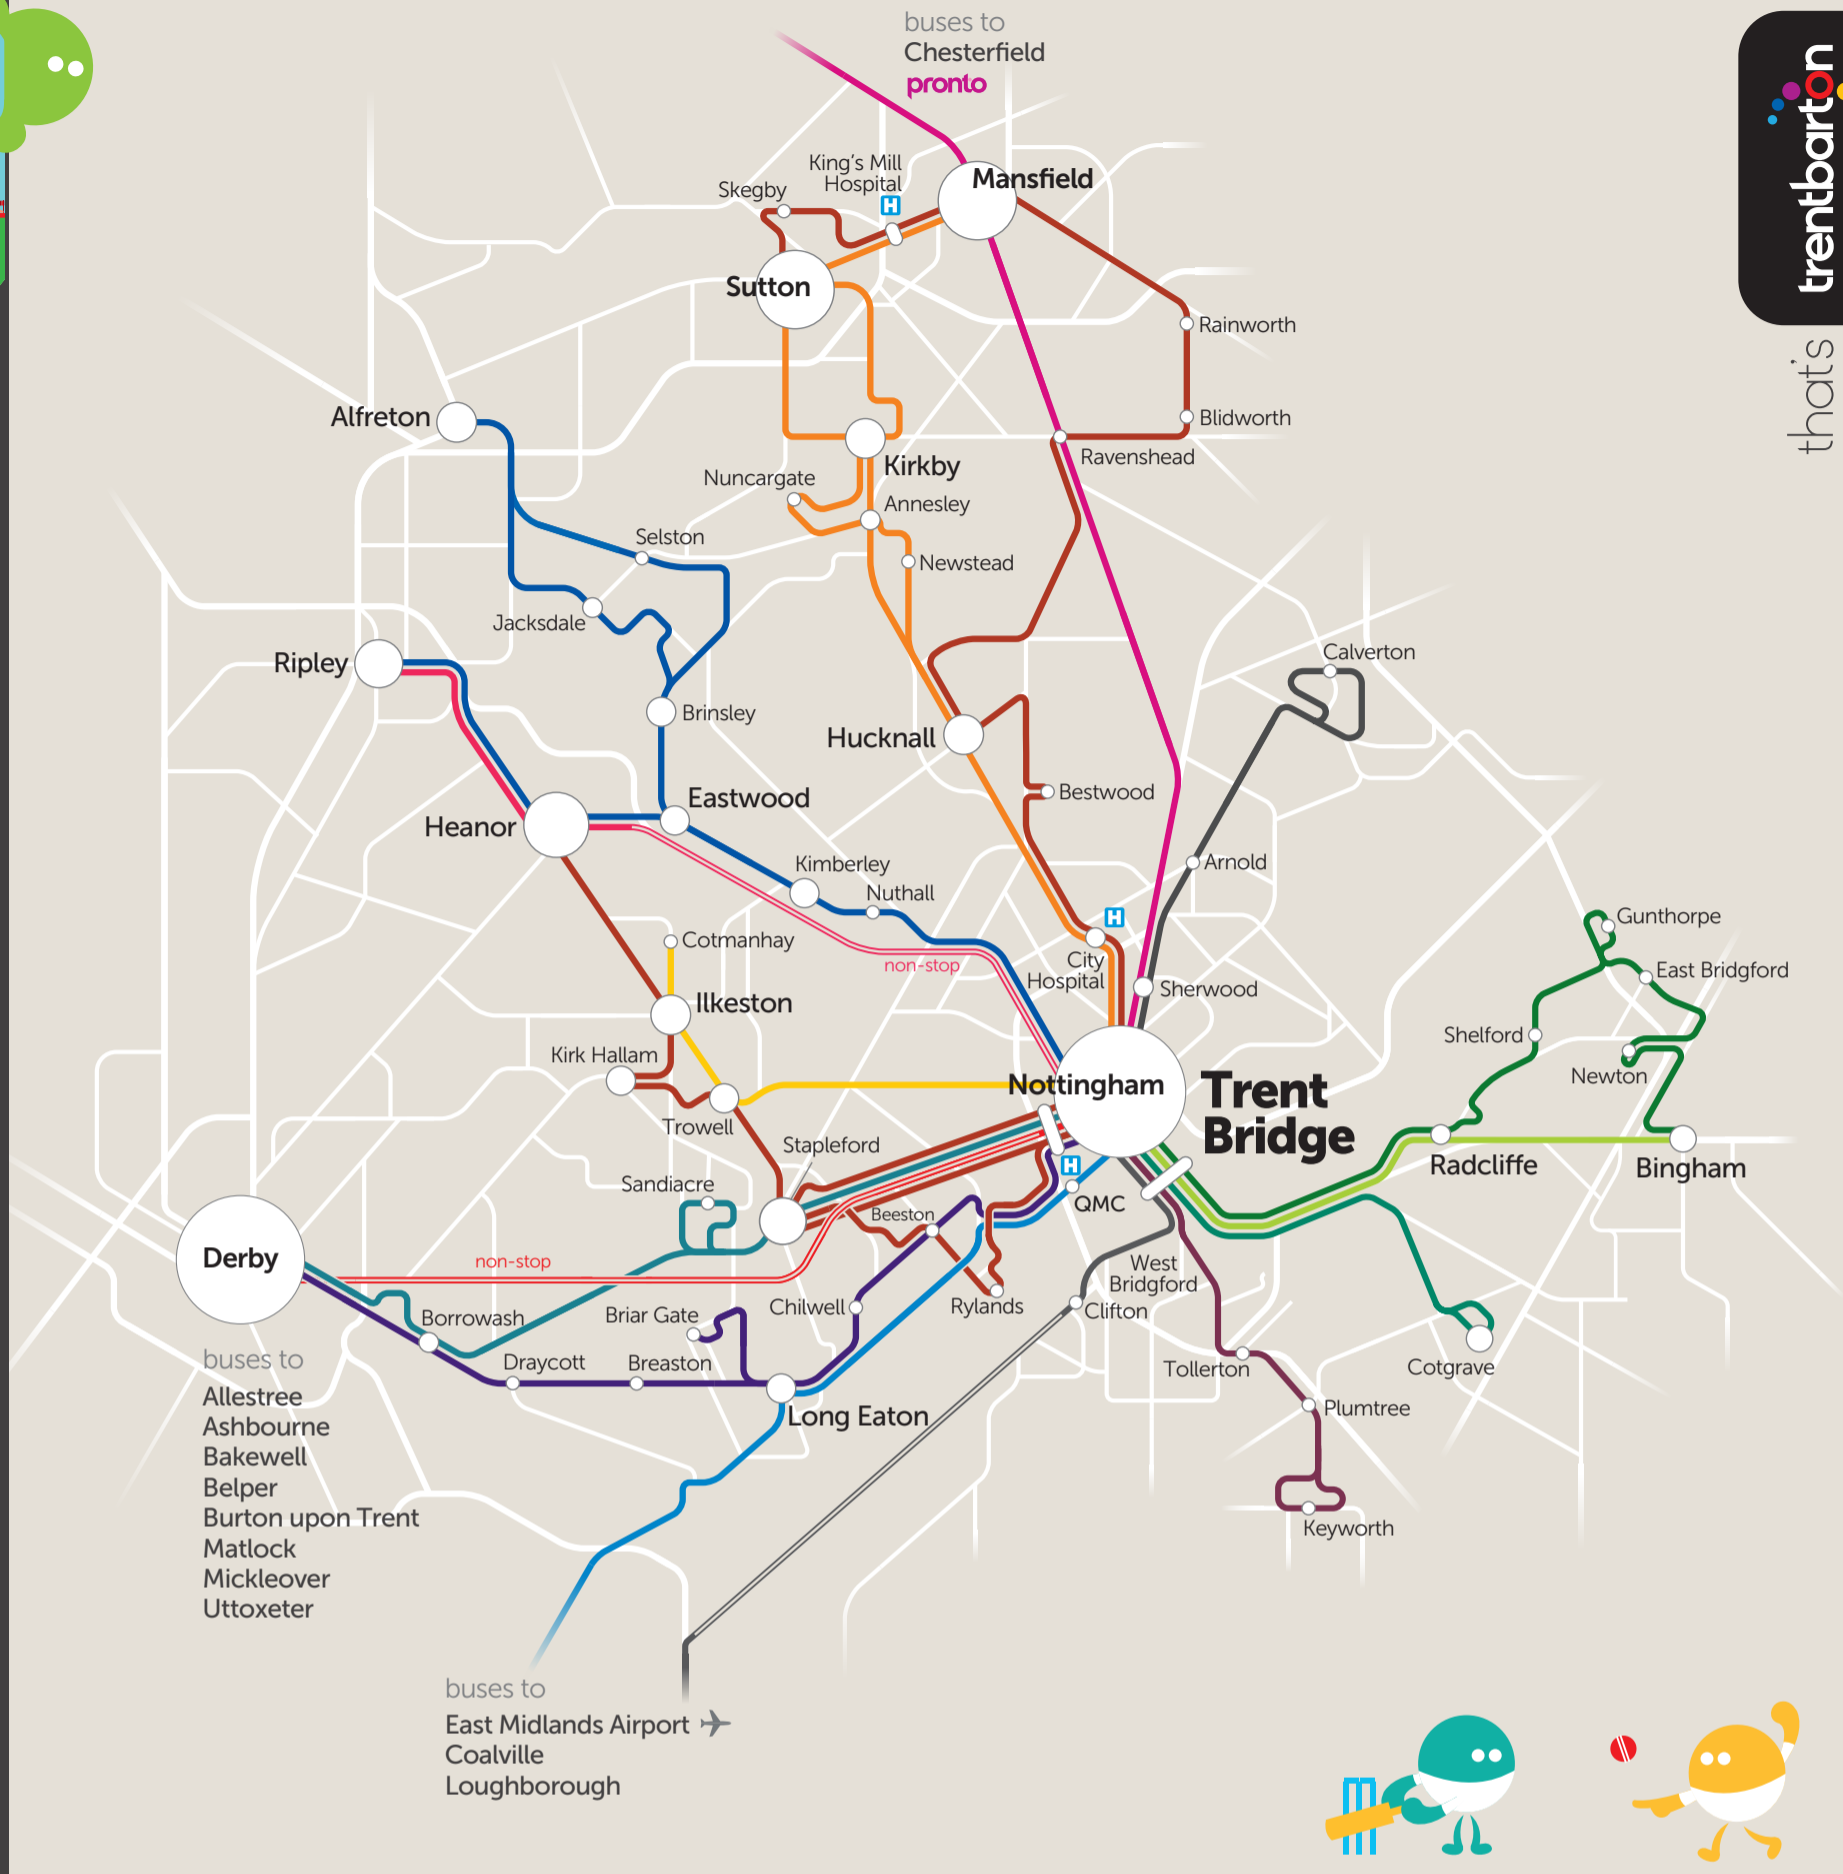 buses to
Chesterfield
pronto
trentbarton
that's
King's Mill
Hospital
H
Mansfield
Skegby
Sutton
Rainworth
Alfreton
Blidworth
Ravenshead
Kirkby
Nuncargate
Annesley
Selston
Newstead
Jacksdale
Calverton
Ripley
Brinsley
Hucknall
Eastwood
Bestwood
Heanor
Kimberley
Nuthall
Arnold
H
Gunthorpe
Cotmanhay
non-stop
City
Hospital
East Bridgford
Sherwood
Ilkeston
Shelford
Kirk Hallam
Newton
Nottingham
Trent
Bridge
Trowell
Stapleford
H
Radcliffe
Bingham
Sandiacre
QMC
Beeston
Derby
non-stop
West
Bridgford
Borrowash
Briar Gate
Chilwell
Rylands
Clifton
Draycott
Breaston
Tollerton
Cotgrave
Long Eaton
Plumtree
Keyworth
buses to
Allestree
Ashbourne
Bakewell
Belper
Burton upon Trent
Matlock
Mickleover
Uttoxeter
buses to
East Midlands Airport
Coalville
Loughborough